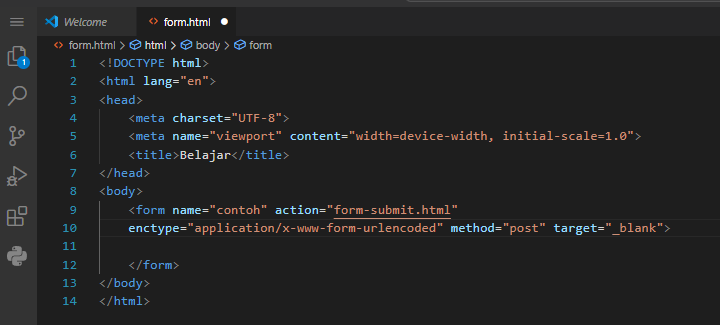 Welcome
form.html
form.html > html > body > form
1
1 <!DOCTYPE html>
2 <html lang="en">
3 <head>
4 <meta charset="UTF-8">
5 <meta name="viewport" content="width=device-width, initial-scale=1.0">
6 <title>Belajar</title>
7 </head>
8 <body>
9 <form name="contoh" action="form-submit.html"
10 enctype="application/x-www-form-urlencoded" method="post" target="_blank">
11
12 </form>
13 </body>
14 </html>